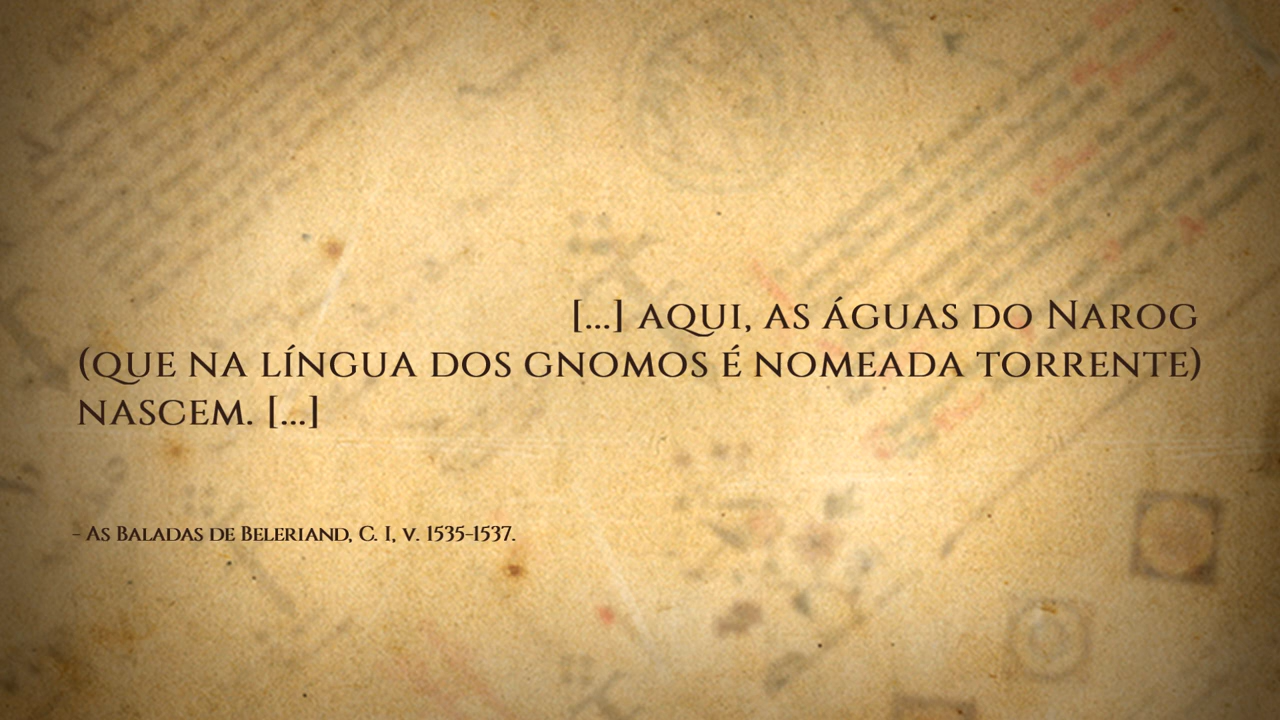 [...] aqui, as águas do Narog
(que na língua dos gnomos é nomeada torrente)
nascem. [...]
- As Baladas de Beleriand, C. I, v. 1535-1537.